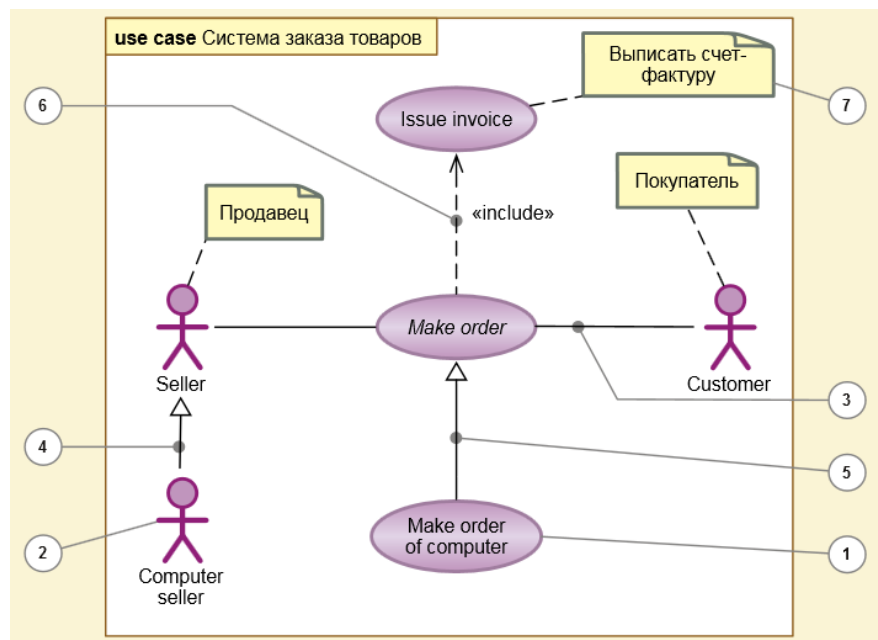 use case Система заказа товаров
Выписать счет-
фактуру
6
Issue invoice
7
Покупатель
Продавец
«include»
Make order
Seller
Customer
3
4
5
Make order
of computer
2
1
Computer
seller